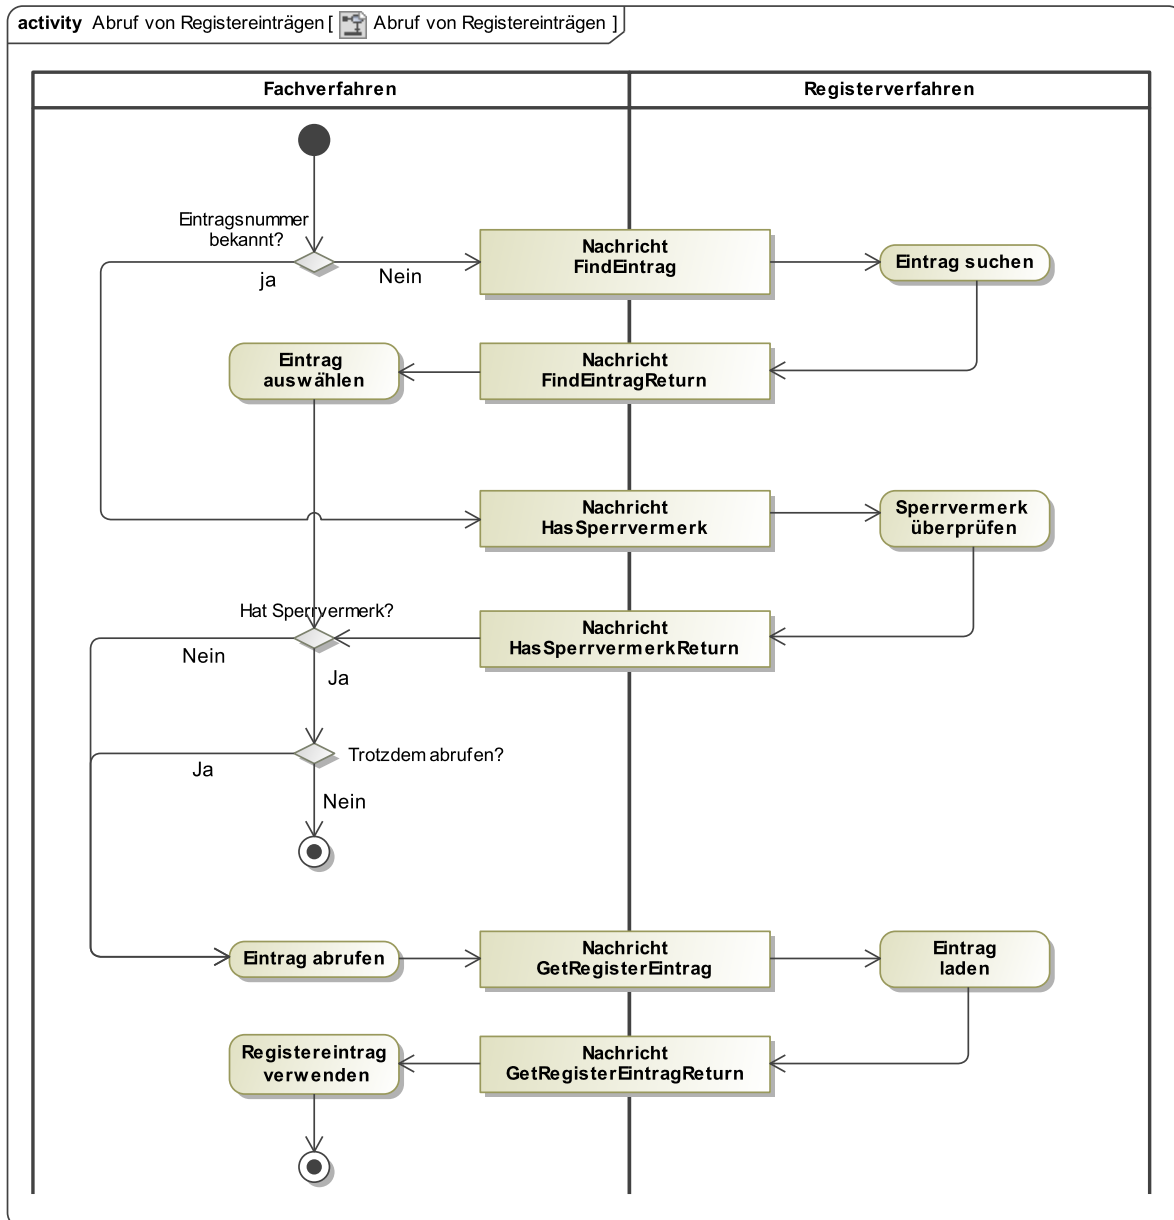 activity Abruf von Registereinträgen [ Abruf von Registereinträgen ]
Fachverfahren
Registerverfahren
Eintragsnummer
bekannt?
ja
Nein
Nachricht
FindEintrag
Eintrag suchen
Eintrag
auswählen
Nachricht
FindEintragReturn
Nachricht
HasSperrvermerk
Sperrvermerk
überprüfen
Hat Sperrvermerk?
Nein
Ja
Nachricht
HasSperrvermerkReturn
Trotzdem abrufen?
Ja
Nein
Eintrag abrufen
Nachricht
GetRegisterEintrag
Eintrag
laden
Registereintrag
verwenden
Nachricht
GetRegisterEintragReturn